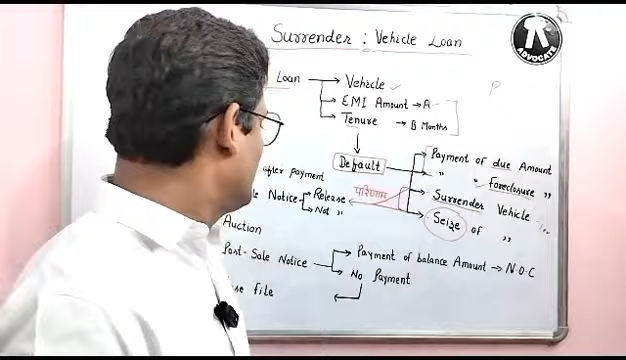 Surrender : Vehicle Loan
ADVOCATE
Loan → Vehicle ✓
P
→ EMI Amount → A
→ Tenure → B Months
Default → Payment of due Amount
→ " " foreclosure "
→ Surrender Vehicle
→ Seize of "
after payment
परिणाम
Notice → Release
→ Not "
Auction
Post-Sale Notice → Payment of balance Amount → N.O.C
→ No Payment
file